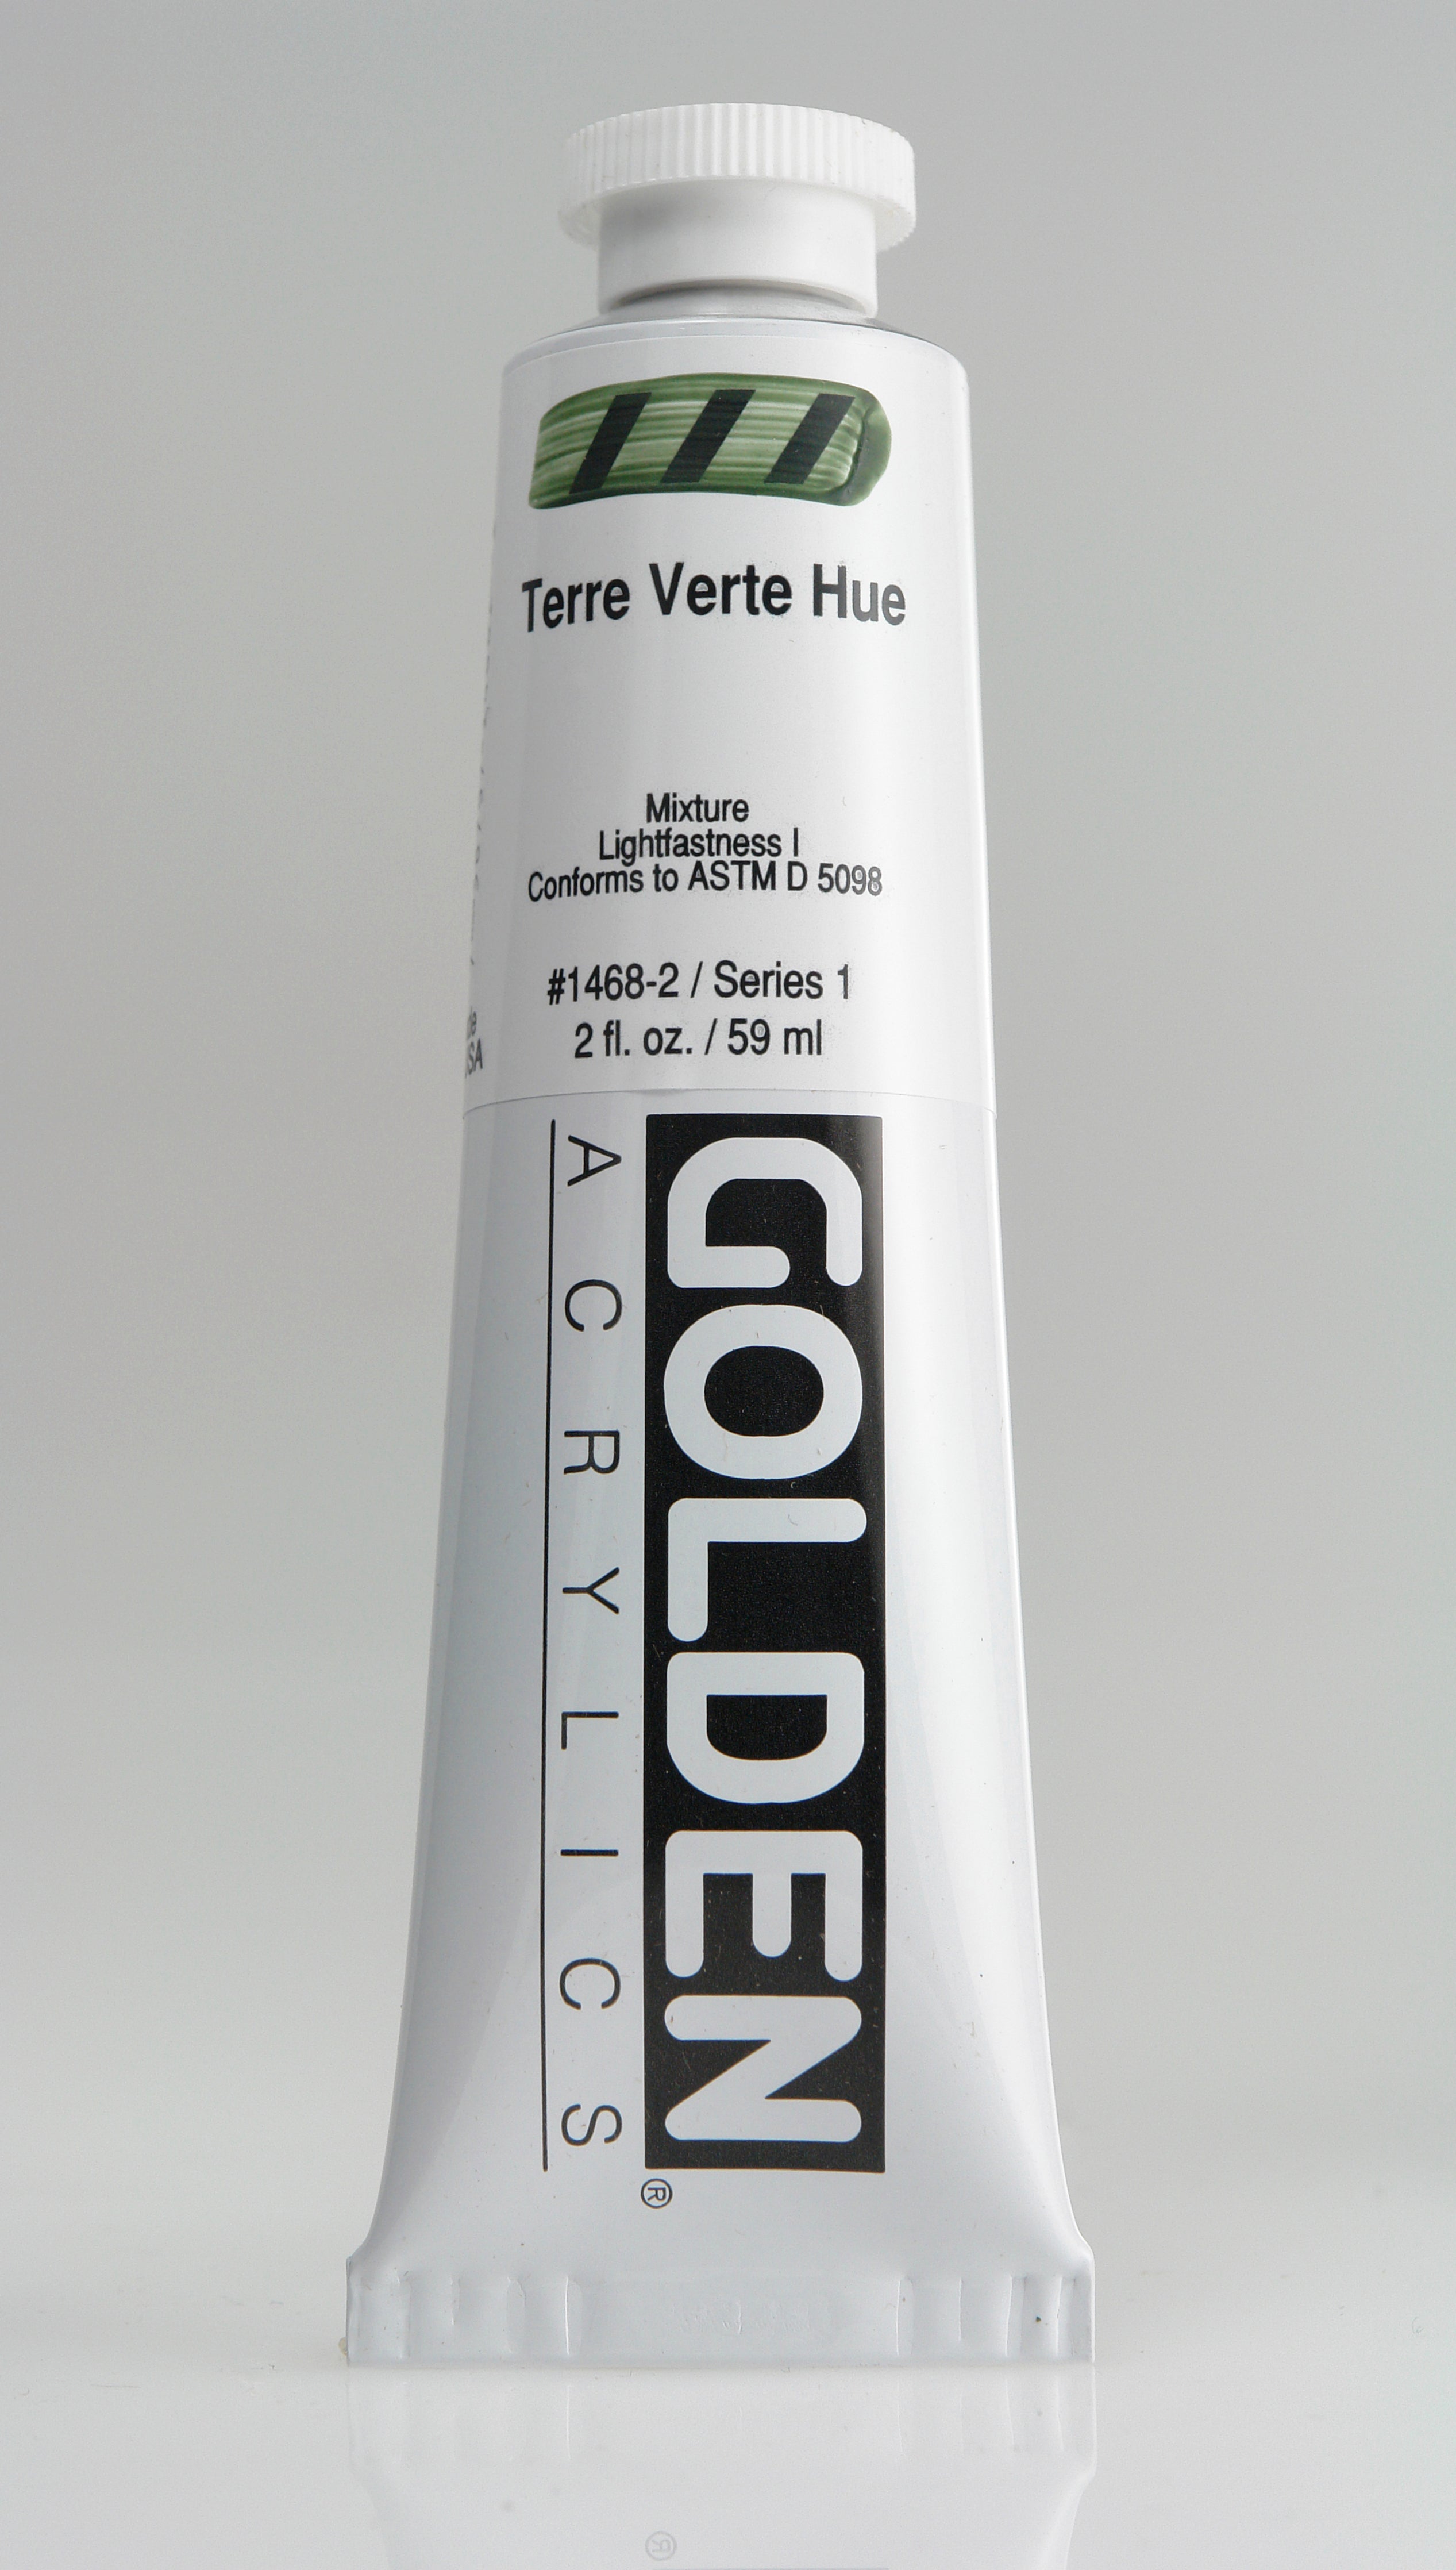 Terre Verte Hue
Mixture
Lightfastness I
Conforms to ASTM D 5098
#1468-2 / Series 1
2 fl. oz. / 59 ml
GOLDEN
ACRYLICS
®